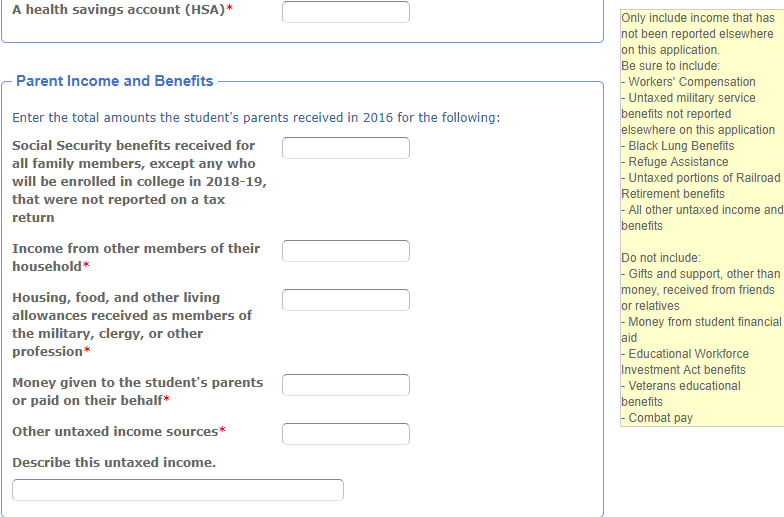 A health savings account (HSA)*
Parent Income and Benefits
Enter the total amounts the student's parents received in 2016 for the following:
Social Security benefits received for
all family members, except any who
will be enrolled in college in 2018-19,
that were not reported on a tax
return
Income from other members of their
household*
Housing, food, and other living
allowances received as members of
the military, clergy, or other
profession*
Money given to the student's parents
or paid on their behalf*
Other untaxed income sources*
Describe this untaxed income.
Only include income that has
not been reported elsewhere
on this application.
Be sure to include:
- Workers' Compensation
- Untaxed military service
benefits not reported
elsewhere on this application
- Black Lung Benefits
- Refuge Assistance
- Untaxed portions of Railroad
Retirement benefits
- All other untaxed income and
benefits
Do not include:
- Gifts and support, other than
money, received from friends
or relatives
- Money from student financial
aid
- Educational Workforce
Investment Act benefits
- Veterans educational
benefits
- Combat pay